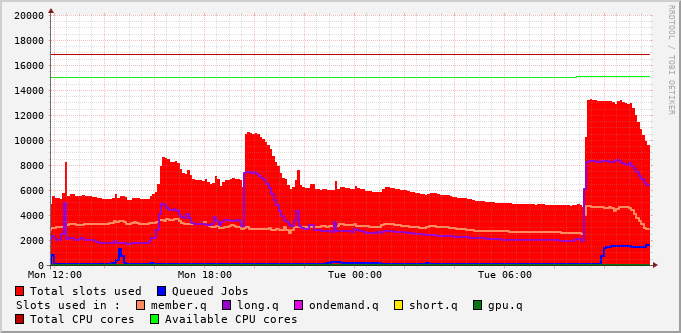 20000
18000
16000
14000
12000
10000
8000
6000
4000
2000
0
Mon 12:00 Mon 18:00 Tue 00:00 Tue 06:00
RRDTOOL / TOBI OETIKER
Total slots used Queued Jobs
Slots used in : member.q long.q ondemand.q short.q gpu.q
Total CPU cores Available CPU cores